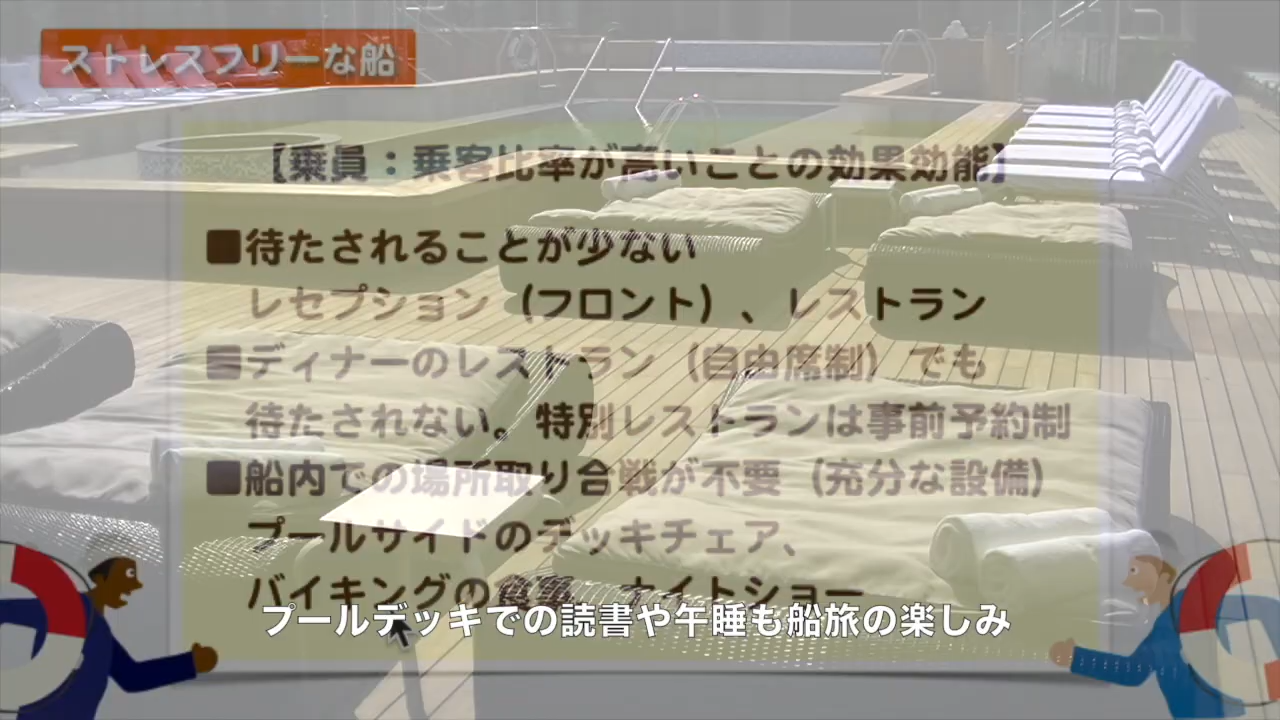 ストレスフリーな船
【乗員：乗客比率が高いことの効果効能】
■待たされることが少ない
レセプション（フロント）、レストラン
■ディナーのレストラン（自由席制）でも
待たされない。特別レストランは事前予約制
■船内での場所取り合戦が不要（充分な設備）
プールサイドのデッキチェア、
バイキングの食事、ナイトショー
プールデッキでの読書や午睡も船旅の楽しみ